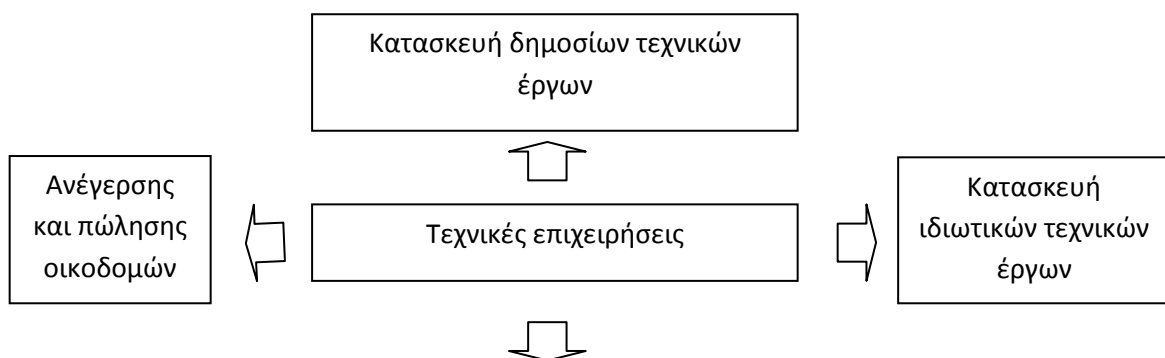 Κατασκευή δημοσίων τεχνικών
έργων
Ανέγερσης
και πώλησης
οικοδομών
Τεχνικές επιχειρήσεις
Κατασκευή
ιδιωτικών τεχνικών
έργων